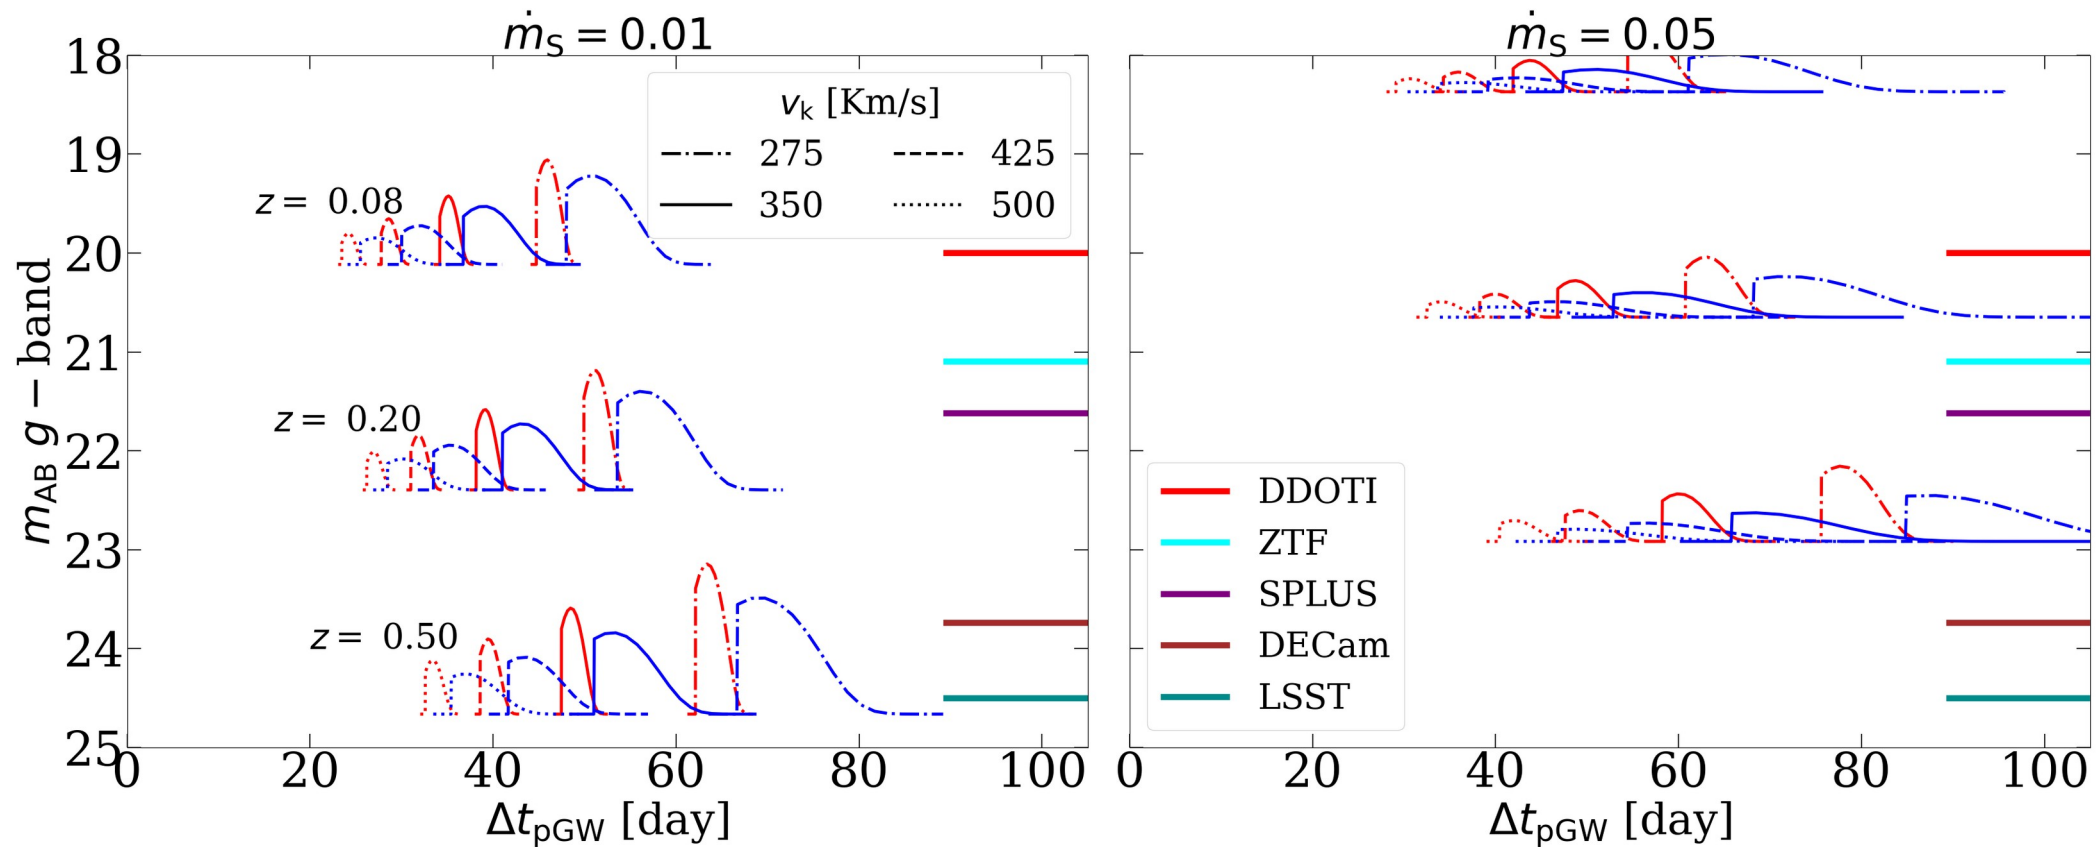 ṁS = 0.01
ṁS = 0.05
18
19
20
21
22
23
24
25
mAB g − band
vk [Km/s]
275
425
350
500
z = 0.08
z = 0.20
z = 0.50
DDOTI
ZTF
SPLUS
DECam
LSST
0 20 40 60 80 100
0 20 40 60 80 100
ΔtpGW [day]
ΔtpGW [day]